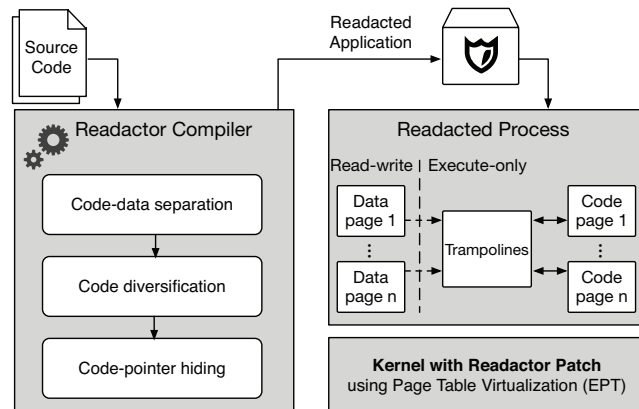 Source
Code
Readacted
Application
Readactor Compiler
Code-data separation
Code diversification
Code-pointer hiding
Readacted Process
Read-write
Execute-only
Data
page 1
Data
page n
Trampolines
Code
page 1
Code
page n
Kernel with Readactor Patch
using Page Table Virtualization (EPT)